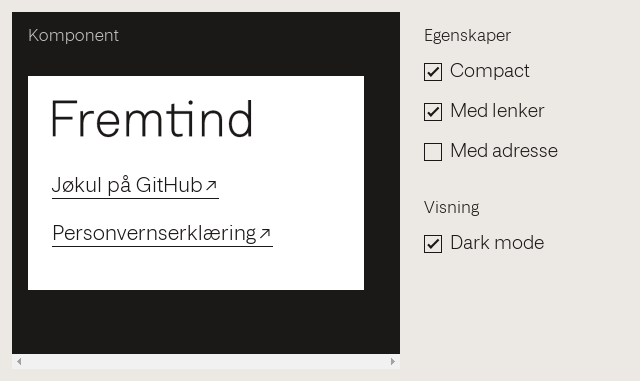 Komponent
Fremtind
Jøkul på GitHub↗
Personvernserklæring↗
Egenskaper
Compact
Med lenker
Med adresse
Visning
Dark mode